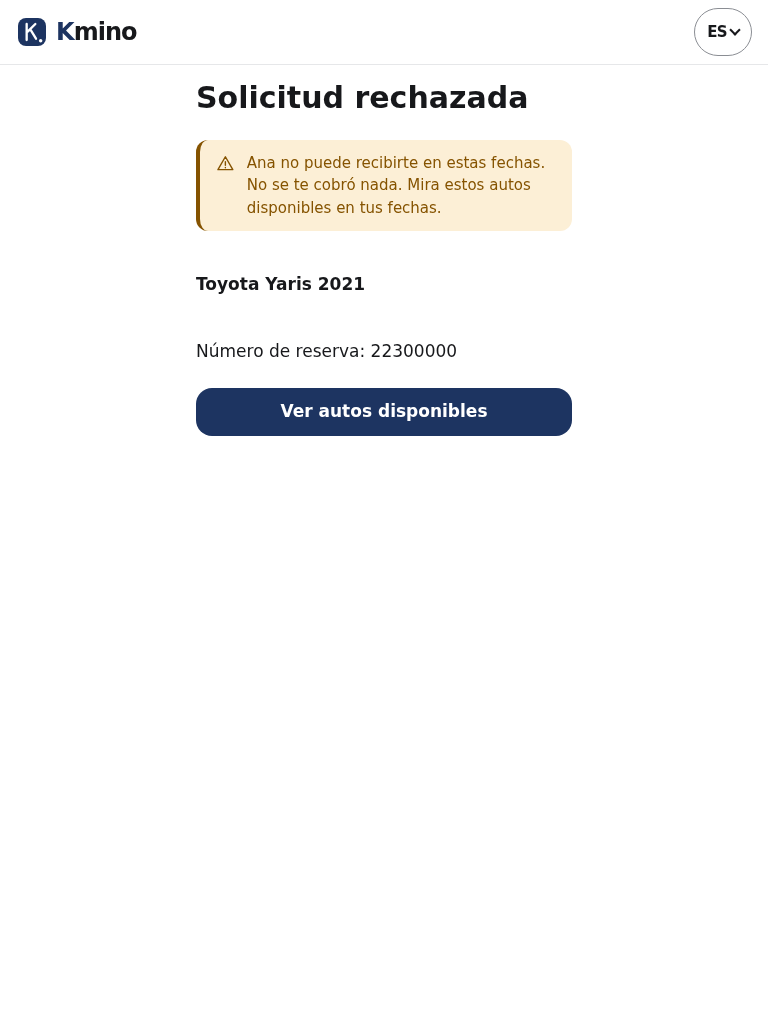 K. Kmino
ES
Solicitud rechazada
Ana no puede recibirte en estas fechas.
No se te cobró nada. Mira estos autos
disponibles en tus fechas.
Toyota Yaris 2021
Número de reserva: 22300000
Ver autos disponibles